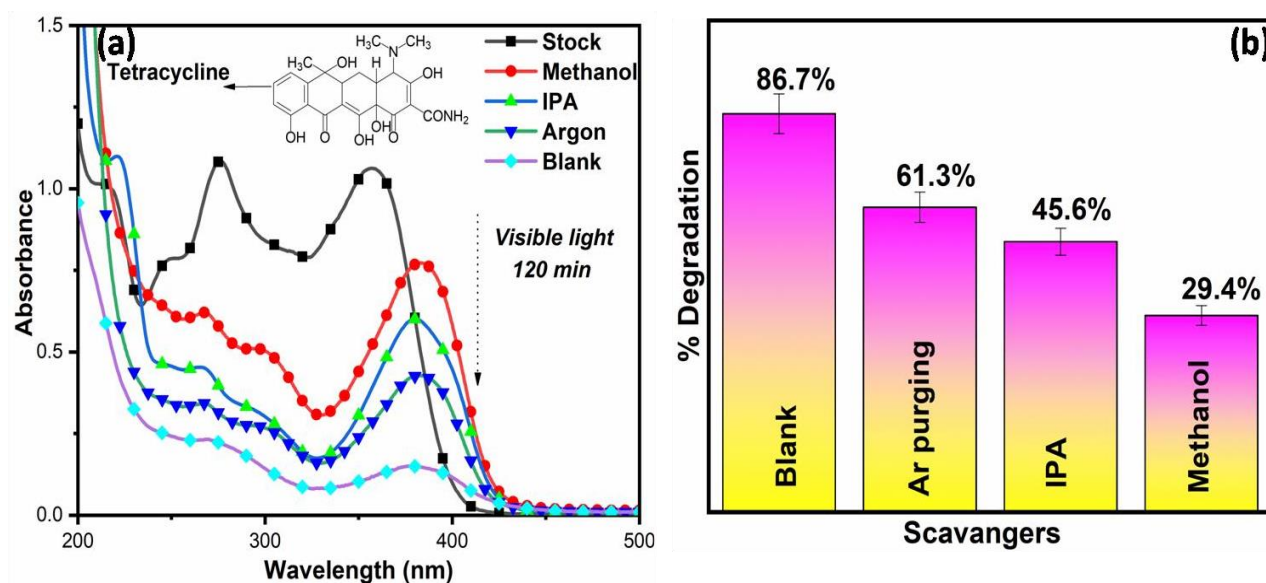 (a)
Tetracycline
H₃C
OH
H₃C
CH₃
N
H
OH
CONH₂
OH
O
OH
OH
O
Stock
Methanol
IPA
Argon
Blank
Visible light
120 min
1.5
1.0
0.5
0.0
Absorbance
200
300
400
500
Wavelength (nm)
(b)
86.7%
61.3%
45.6%
29.4%
% Degradation
Blank
Ar purging
IPA
Methanol
Scavangers